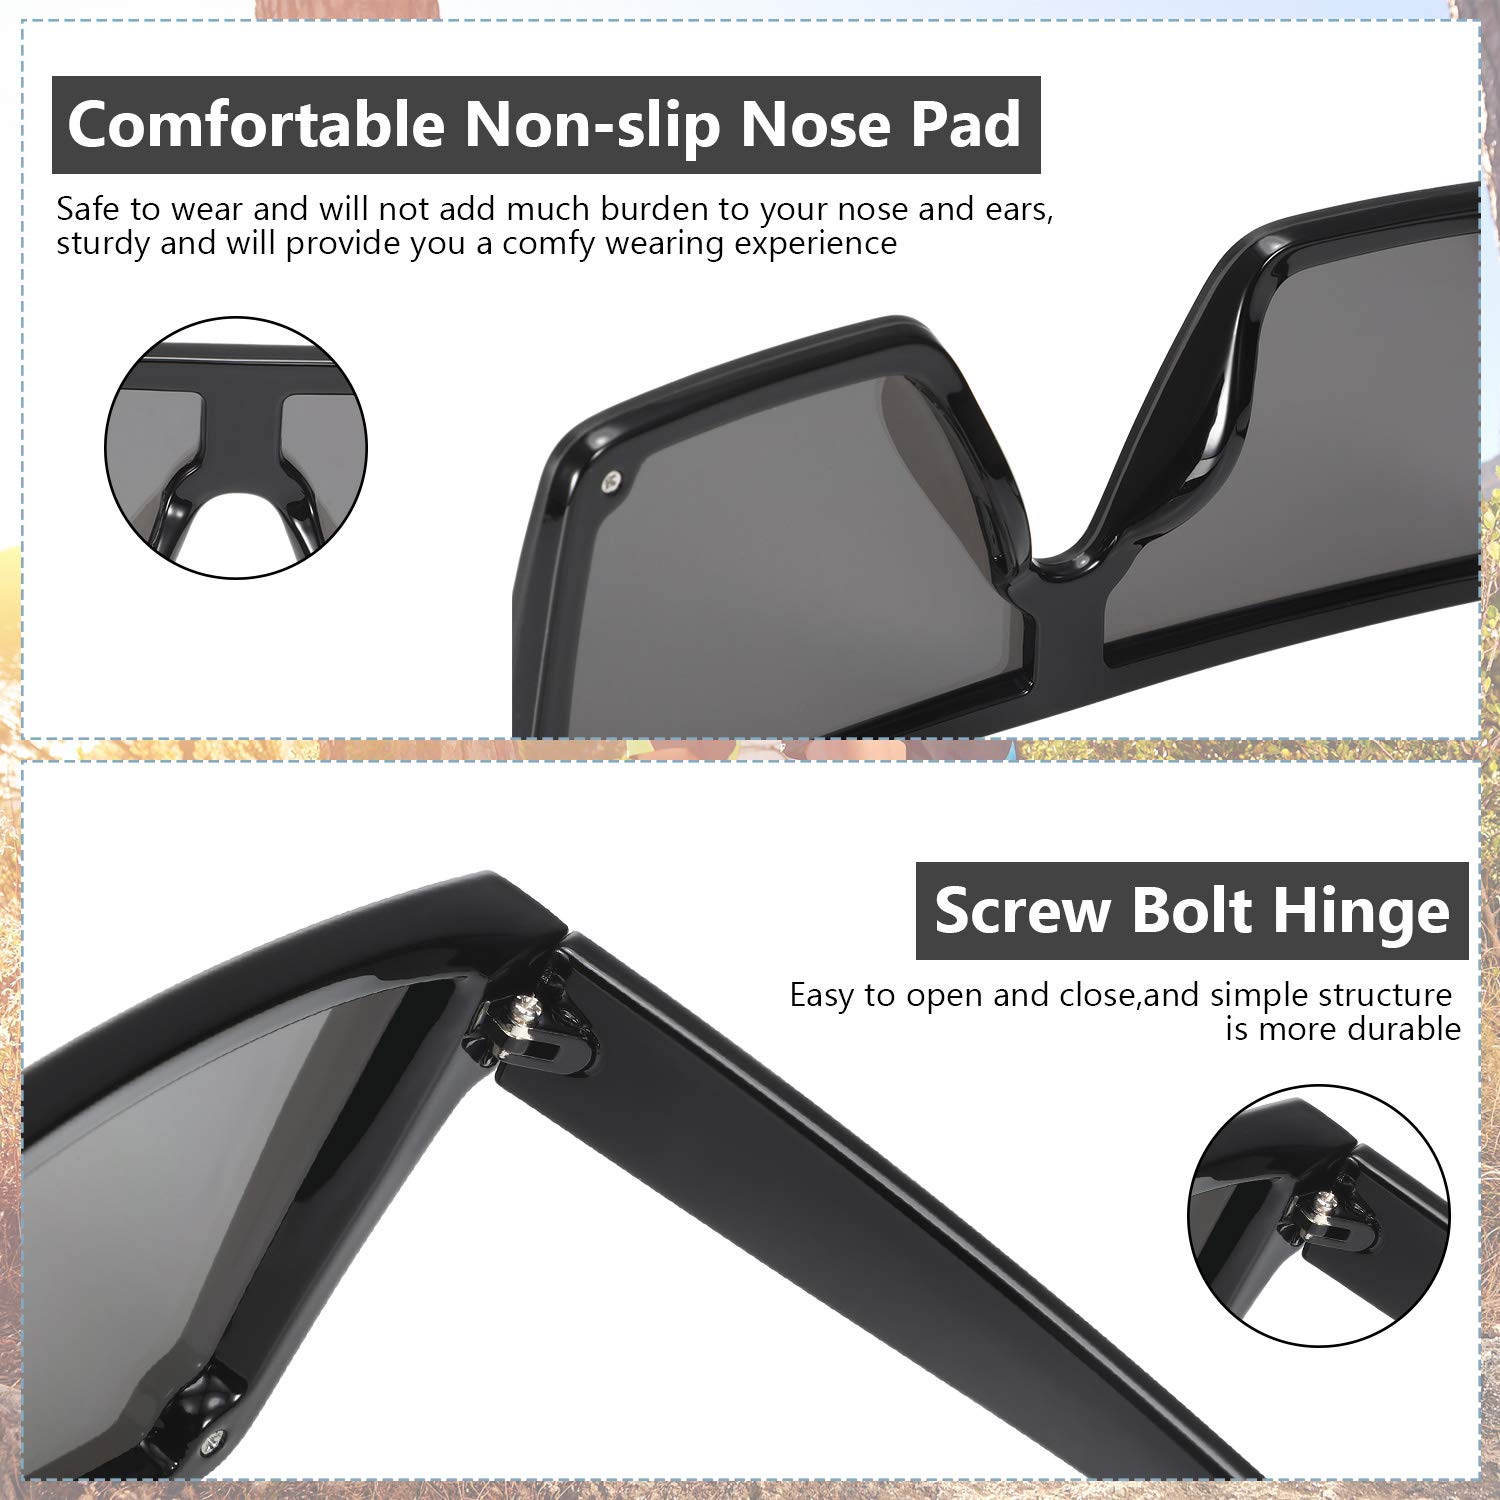 Comfortable Non-slip Nose Pad
Safe to wear and will not add much burden to your nose and ears,
sturdy and will provide you a comfy wearing experience
Screw Bolt Hinge
Easy to open and close,and simple structure
is more durable